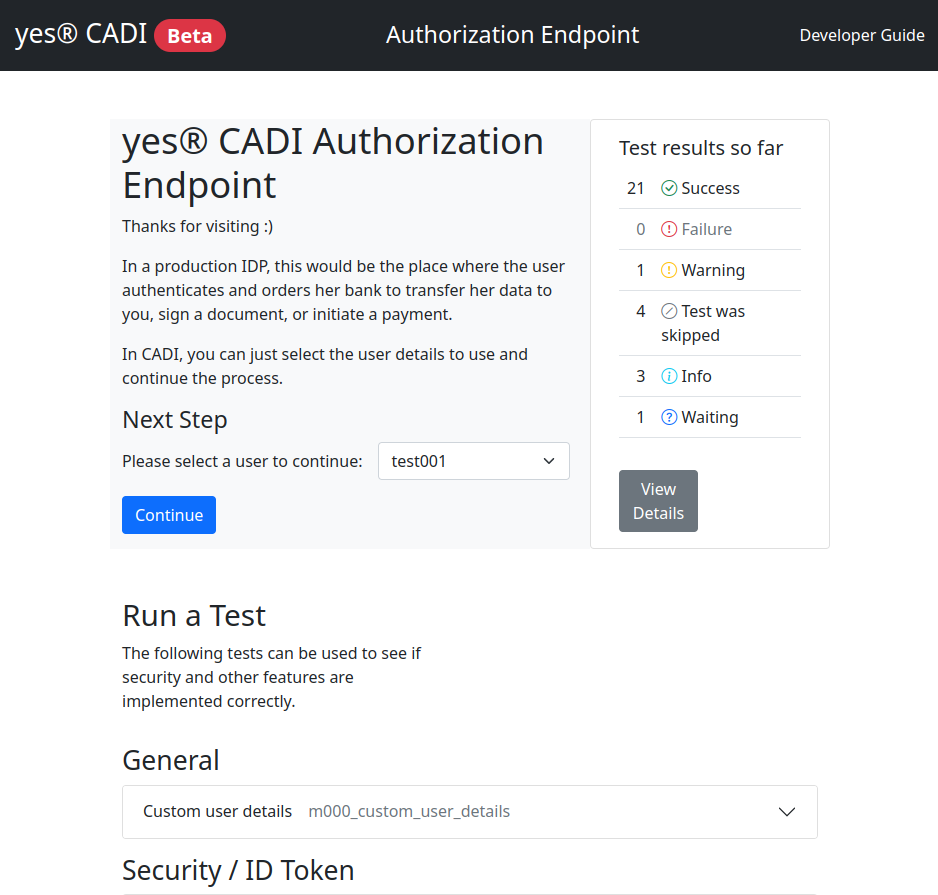 yes® CADI Beta
Authorization Endpoint
Developer Guide
yes® CADI Authorization
Endpoint
Thanks for visiting :)
In a production IDP, this would be the place where the user
authenticates and orders her bank to transfer her data to
you, sign a document, or initiate a payment.
In CADI, you can just select the user details to use and
continue the process.
Next Step
Please select a user to continue: test001
Continue
Test results so far
21 Success
0 Failure
1 Warning
4 Test was
skipped
3 Info
1 Waiting
View
Details
Run a Test
The following tests can be used to see if
security and other features are
implemented correctly.
General
Custom user details m000_custom_user_details
Security / ID Token